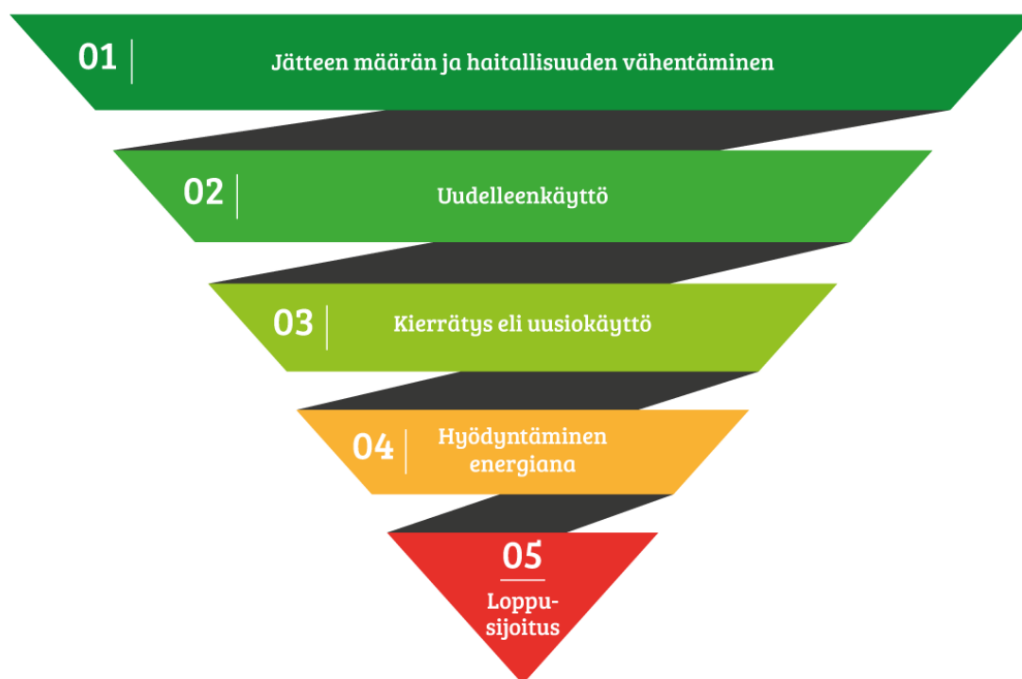 01
Jätteen määrän ja haitallisuuden vähentäminen
02
Uudelleenkäyttö
03
Kierrätys eli uusiokäyttö
04
Hyödyntäminen
energiana
05
Loppu-
sijoitus